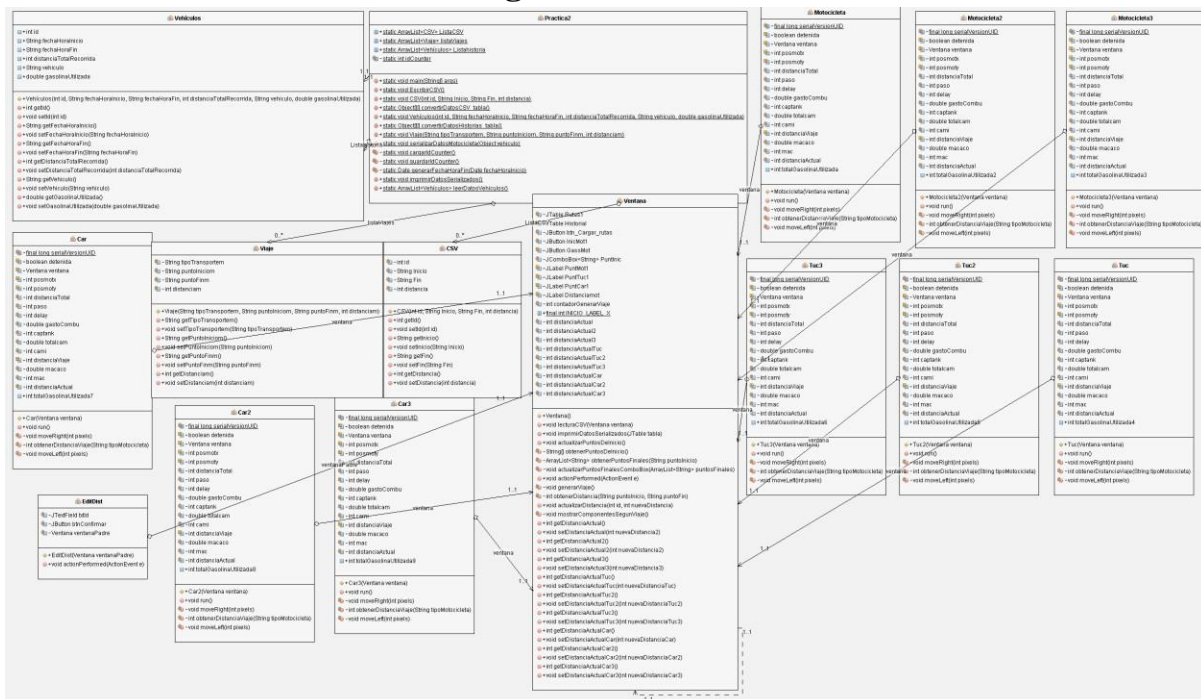 Vehículos
+int id
+String fechaHoraInicio
+String fechaHoraFin
+int distanciaTotalRecorrida
+String vehiculo
+double gasolinaUtilizada
+Vehículos(int id, String fechaHoraInicio, String fechaHoraFin, int distanciaTotalRecorrida, String vehiculo, double gasolinaUtilizada)
+int getId()
+void setId(int id)
+String getFechaHoraInicio()
+void setFechaHoraInicio(String fechaHoraInicio)
+String getFechaHoraFin()
+void setFechaHoraFin(String fechaHoraFin)
+int getDistanciaTotalRecorrida()
+void setDistanciaTotalRecorrida(int distanciaTotalRecorrida)
+String getVehiculo()
+void setVehiculo(String vehiculo)
+double getGasolinaUtilizada()
+void setGasolinaUtilizada(double gasolinaUtilizada)
Practica2
+static ArrayList<CSV> ListaCSV
+static ArrayList<Viaje> listaViajes
+static ArrayList<Vehículos> Listahistoria
-static int idCounter
+static void main(String[] args)
+static void EscribirCSV()
+static void CSV(int id, String Inicio, String Fin, int distancia)
+static Object[][] convertirDatosCSV_tabla()
+static void Vehículos(int id, String fechaHoraInicio, String fechaHoraFin, int distanciaTotalRecorrida, String vehiculo, double gasolinaUtilizada)
+static Object[][] convertirDatosHistorias_tabla()
+static void Viaje(String tipoTransportem, String puntoIniciom, String puntoFinm, int distanciam)
+static void serializarDatosMotocicleta(Object vehiculo)
-static void cargarIdCounter()
-static void guardarIdCounter()
-static Date generarFechaHoraFin(Date fechaHoraInicio)
+static void imprimirDatosSerializados()
+static ArrayList<Vehículos> leerDatosVehiculos()
Motocicleta
-final long serialVersionUID
-boolean detenida
-Ventana ventana
-int posmotx
-int posmoty
-int distanciaTotal
-int paso
-int delay
-double gastoCombu
-int captank
-double totalcam
-int cami
-int distanciaViaje
-double macaco
-int mac
-int distanciaActual
+int totalGasolinaUtilizada
+Motocicleta(Ventana ventana)
+void run()
-void moveRight(int pixels)
-int obtenerDistanciaViaje(String tipoMotocicleta)
-void moveLeft(int pixels)
Motocicleta2
-final long serialVersionUID
-boolean detenida
-Ventana ventana
-int posmotx
-int posmoty
-int distanciaTotal
-int paso
-int delay
-double gastoCombu
-int captank
-double totalcam
-int cami
-int distanciaViaje
-double macaco
-int mac
-int distanciaActual
+int totalGasolinaUtilizada2
+Motocicleta2(Ventana ventana)
+void run()
-void moveRight(int pixels)
-int obtenerDistanciaViaje(String tipoMotocicleta)
-void moveLeft(int pixels)
Motocicleta3
-final long serialVersionUID
-boolean detenida
-Ventana ventana
-int posmotx
-int posmoty
-int distanciaTotal
-int paso
-int delay
-double gastoCombu
-int captank
-double totalcam
-int cami
-int distanciaViaje
-double macaco
-int mac
-int distanciaActual
+int totalGasolinaUtilizada3
+Motocicleta3(Ventana ventana)
+void run()
-void moveRight(int pixels)
-int obtenerDistanciaViaje(String tipoMotocicleta)
-void moveLeft(int pixels)
Car
-final long serialVersionUID
-boolean detenida
-Ventana ventana
-int posmotx
-int posmoty
-int distanciaTotal
-int paso
-int delay
-double gastoCombu
-int captank
-double totalcam
-int cami
-int distanciaViaje
-double macaco
-int mac
-int distanciaActual
+int totalGasolinaUtilizada7
+Car(Ventana ventana)
+void run()
-void moveRight(int pixels)
-int obtenerDistanciaViaje(String tipoMotocicleta)
-void moveLeft(int pixels)
listaViajes
0..*
Viaje
-String tipoTransportem
-String puntoIniciom
-String puntoFinm
-int distanciam
+Viaje(String tipoTransportem, String puntoIniciom, String puntoFinm, int distanciam)
+String getTipoTransportem()
+void setTipoTransportem(String tipoTransportem)
+String getPuntoIniciom()
+void setPuntoIniciom(String puntoIniciom)
+String getPuntoFinm()
+void setPuntoFinm(String puntoFinm)
+int getDistanciam()
+void setDistanciam(int distanciam)
ListaCSV
0..*
CSV
-int id
-String Inicio
-String Fin
-int distancia
+CSV(int id, String Inicio, String Fin, int distancia)
+int getId()
+void setId(int id)
+String getInicio()
+void setInicio(String Inicio)
+String getFin()
+void setFin(String Fin)
+int getDistancia()
+void setDistancia(int distancia)
Ventana
-JTable Rutas1
-JTable Historial
-JButton btn_Cargar_rutas
-JButton InicMot1
-JButton GassMot
-JComboBox<String> PuntInic
-JLabel PuntMot1
-JLabel PuntTuc1
-JLabel PuntCar1
-JLabel Distanciamot
-int contadorGenerarViaje
+final int INICIO_LABEL_X
-int distanciaActual
-int distanciaActual2
-int distanciaActual3
-int distanciaActualTuc
-int distanciaActualTuc2
-int distanciaActualTuc3
-int distanciaActualCar
-int distanciaActualCar2
-int distanciaActualCar3
+Ventana()
+void lecturaCSV(Ventana ventana)
+void imprimirDatosSerializados(JTable tabla)
+void actualizarPuntosDeInicio()
-String[] obtenerPuntosDeInicio()
-ArrayList<String> obtenerPuntosFinales(String puntoInicio)
-void actualizarPuntosFinalesComboBox(ArrayList<String> puntosFinales)
+void actionPerformed(ActionEvent e)
-void generarViaje()
-int obtenerDistancia(String puntoInicio, String puntoFin)
+void actualizarDistancia(int id, int nuevaDistancia)
-void mostrarComponentesSegunViaje()
+int getDistanciaActual()
+void setDistanciaActual(int nuevaDistancia2)
+int getDistanciaActual2()
+void setDistanciaActual2(int nuevaDistancia2)
+int getDistanciaActual3()
+void setDistanciaActual3(int nuevaDistancia3)
+int getDistanciaActualTuc()
+void setDistanciaActualTuc(int nuevaDistanciaTuc)
+int getDistanciaActualTuc2()
+void setDistanciaActualTuc2(int nuevaDistanciaTuc2)
+int getDistanciaActualTuc3()
+void setDistanciaActualTuc3(int nuevaDistanciaTuc3)
+int getDistanciaActualCar()
+void setDistanciaActualCar(int nuevaDistanciaCar)
+int getDistanciaActualCar2()
+void setDistanciaActualCar2(int nuevaDistanciaCar2)
+int getDistanciaActualCar3()
+void setDistanciaActualCar3(int nuevaDistanciaCar3)
Tuc3
-final long serialVersionUID
-boolean detenida
-Ventana ventana
-int posmotx
-int posmoty
-int distanciaTotal
-int paso
-int delay
-double gastoCombu
-int captank
-double totalcam
-int cami
-int distanciaViaje
-double macaco
-int mac
-int distanciaActual
+Tuc3(Ventana ventana)
+void run()
-void moveRight(int pixels)
-int obtenerDistanciaViaje(String tipoMotocicleta)
-void moveLeft(int pixels)
Tuc2
-final long serialVersionUID
-boolean detenida
-Ventana ventana
-int posmotx
-int posmoty
-int distanciaTotal
-int paso
-int delay
-double gastoCombu
-int captank
-double totalcam
-int cami
-int distanciaViaje
-double macaco
-int mac
-int distanciaActual
+Tuc2(Ventana ventana)
+void run()
-void moveRight(int pixels)
-int obtenerDistanciaViaje(String tipoMotocicleta)
-void moveLeft(int pixels)
Tuc
-final long serialVersionUID
-boolean detenida
-Ventana ventana
-int posmotx
-int posmoty
-int distanciaTotal
-int paso
-int delay
-double gastoCombu
-int captank
-double totalcam
-int cami
-int distanciaViaje
-double macaco
-int mac
-int distanciaActual
+int totalGasolinaUtilizada4
+Tuc(Ventana ventana)
+void run()
-void moveRight(int pixels)
-int obtenerDistanciaViaje(String tipoMotocicleta)
-void moveLeft(int pixels)
EditDist
-JTextField txtId
-JButton btnConfirmar
-Ventana ventanaPadre
+EditDist(Ventana ventanaPadre)
+void actionPerformed(ActionEvent e)
Car2
-final long serialVersionUID
-boolean detenida
-Ventana ventana
-int posmotx
-int posmoty
-int distanciaTotal
-int paso
-int delay
-double gastoCombu
-int captank
-double totalcam
-int cami
-int distanciaViaje
-double macaco
-int mac
-int distanciaActual
+Car2(Ventana ventana)
+void run()
-void moveRight(int pixels)
-int obtenerDistanciaViaje(String tipoMotocicleta)
-void moveLeft(int pixels)
Car3
-final long serialVersionUID
-boolean detenida
-Ventana ventana
-int posmotx
-int posmoty
-int distanciaTotal
-int paso
-int delay
-double gastoCombu
-int captank
-double totalcam
-int cami
-int distanciaViaje
-double macaco
-int mac
-int distanciaActual
+Car3(Ventana ventana)
+void run()
-void moveRight(int pixels)
-int obtenerDistanciaViaje(String tipoMotocicleta)
-void moveLeft(int pixels)
ventanaPadre
ventana
1..1